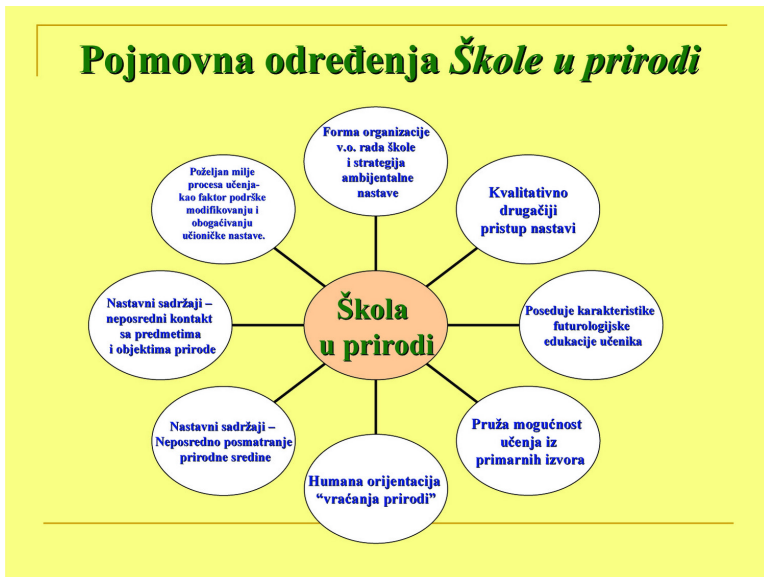 Pojmovna određenja Škole u prirodi
Forma organizacije
v.o. rada škole
i strategija
ambijentalne
nastave
Kvalitativno
drugačiji
pristup nastavi
Poseduje karakteristike
futurologijske
edukacije učenika
Pruža mogućnost
učenja iz
primarnih izvora
Humana orijentacija
“vraćanja prirodi”
Nastavni sadržaji –
Neposredno posmatranje
prirodne sredine
Nastavni sadržaji –
neposredni kontakt
sa predmetima
i objektima prirode
Poželjan milje
procesa učenja-
kao faktor podrške
modifikovanju i
obogaćivanju
učioničke nastave.
Škola
u prirodi